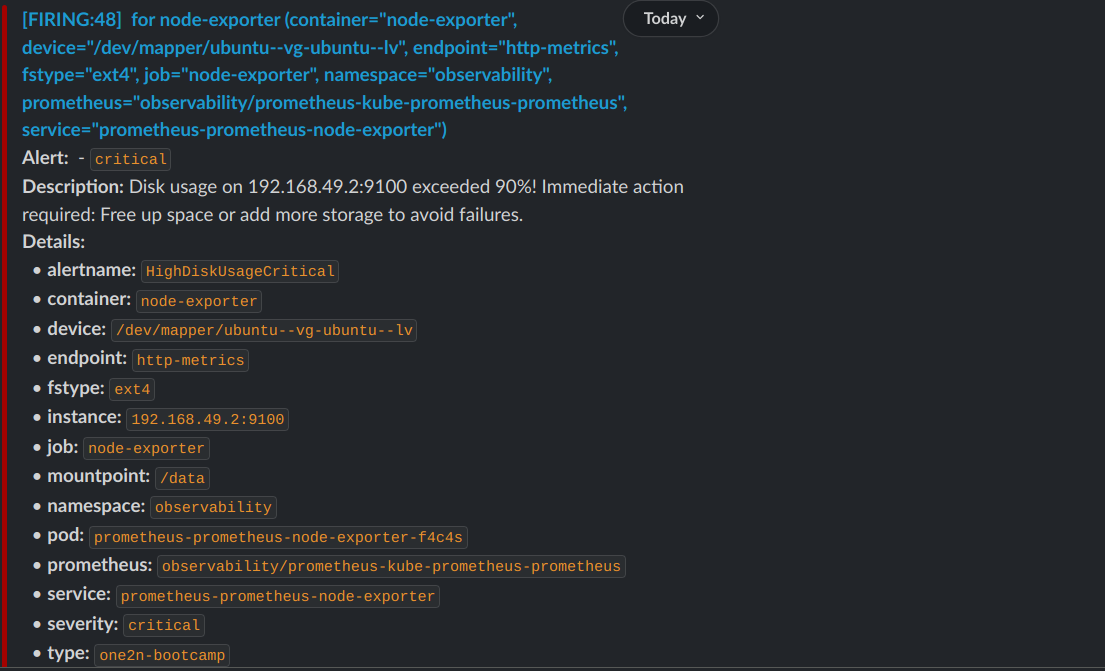 [FIRING:48] for node-exporter (container="node-exporter",
Today
device="/dev/mapper/ubuntu--vg-ubuntu--lv", endpoint="http-metrics",
fstype="ext4", job="node-exporter", namespace="observability",
prometheus="observability/prometheus-kube-prometheus-prometheus",
service="prometheus-prometheus-node-exporter")
Alert: - critical
Description: Disk usage on 192.168.49.2:9100 exceeded 90%! Immediate action
required: Free up space or add more storage to avoid failures.
Details:
• alertname: HighDiskUsageCritical
• container: node-exporter
• device: /dev/mapper/ubuntu--vg-ubuntu--lv
• endpoint: http-metrics
• fstype: ext4
• instance: 192.168.49.2:9100
• job: node-exporter
• mountpoint: /data
• namespace: observability
• pod: prometheus-prometheus-node-exporter-f4c4s
• prometheus: observability/prometheus-kube-prometheus-prometheus
• service: prometheus-prometheus-node-exporter
• severity: critical
• type: one2n-bootcamp